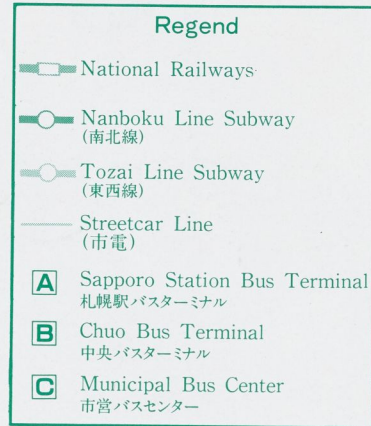 Regend
National Railways
Nanboku Line Subway
(南北線)
Tozai Line Subway
(東西線)
Streetcar Line
(市電)
A Sapporo Station Bus Terminal
札幌駅バスターミナル
B Chuo Bus Terminal
中央バスターミナル
C Municipal Bus Center
市営バスセンター